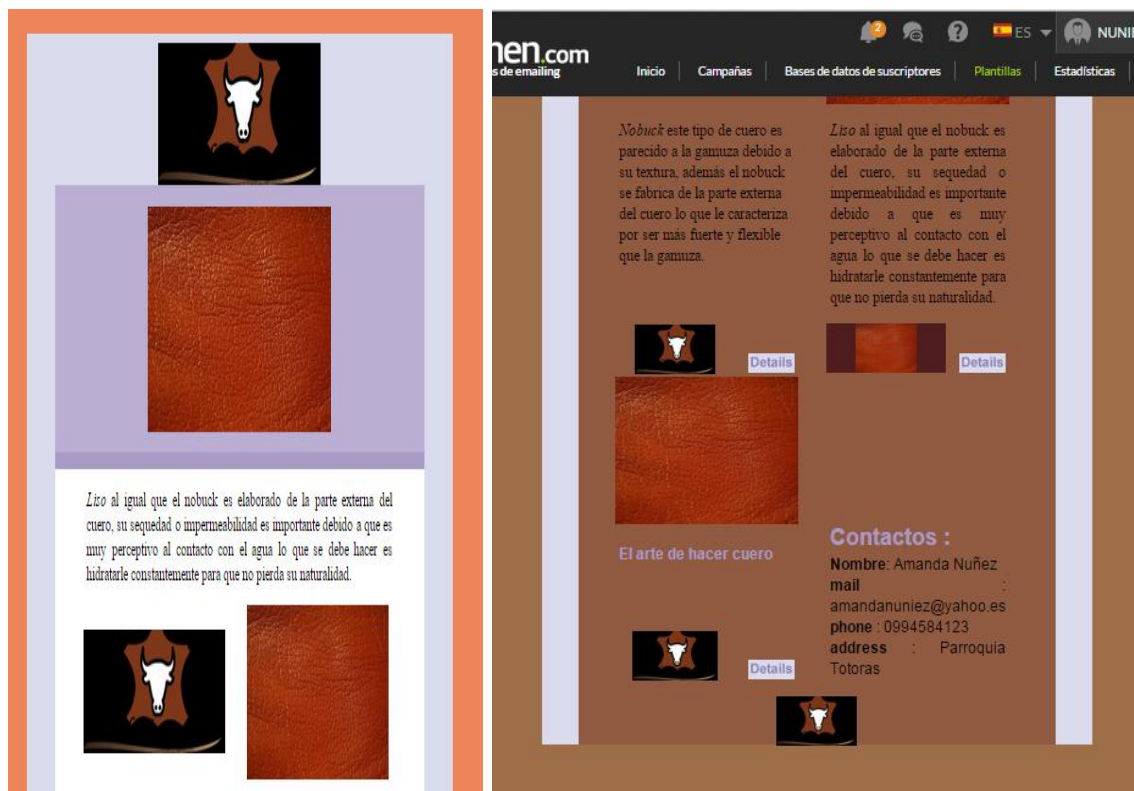 Liso al igual que el nobuck es elaborado de la parte externa del
cuero, su sequedad o impermeabilidad es importante debido a que es
muy perceptivo al contacto con el agua lo que se debe hacer es
hidratarle constantemente para que no pierda su naturalidad.
2
ES
NUNIE
nen.com
s de emailing
Inicio
Campañas
Bases de datos de suscriptores
Plantillas
Estadísticas
Nobuck este tipo de cuero es
parecido a la gamuza debido a
su textura, además el nobuck
se fabrica de la parte externa
del cuero lo que le caracteriza
por ser más fuerte y flexible
que la gamuza.
Details
Liso al igual que el nobuck es
elaborado de la parte externa
del cuero, su sequedad o
impermeabilidad es importante
debido a que es muy
perceptivo al contacto con el
agua lo que se debe hacer es
hidratarle constantemente para
que no pierda su naturalidad.
Details
El arte de hacer cuero
Details
Contactos :
Nombre: Amanda Nuñez
mail :
amandanuniez@yahoo.es
phone : 0994584123
address : Parroquia
Totoras